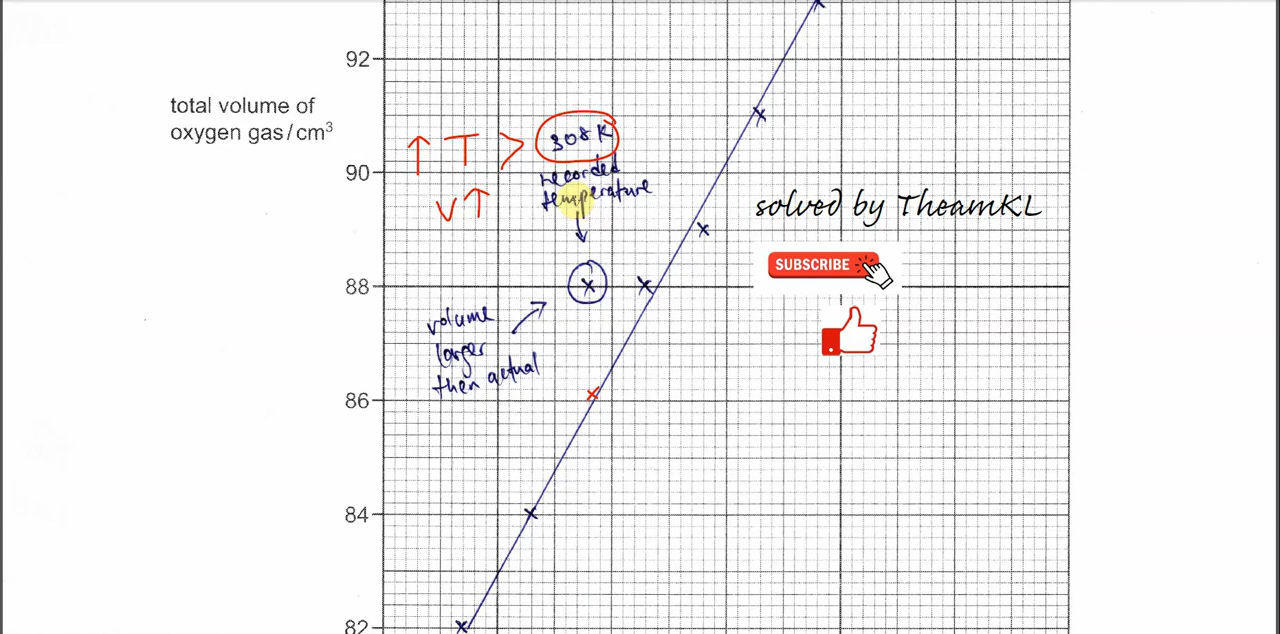 92
total volume of
oxygen gas/cm³
↑ T > 308K
90
recorded
temperature
V↑
solved by TheamKL
SUBSCRIBE
88
volume
larger
then actual
86
84
82